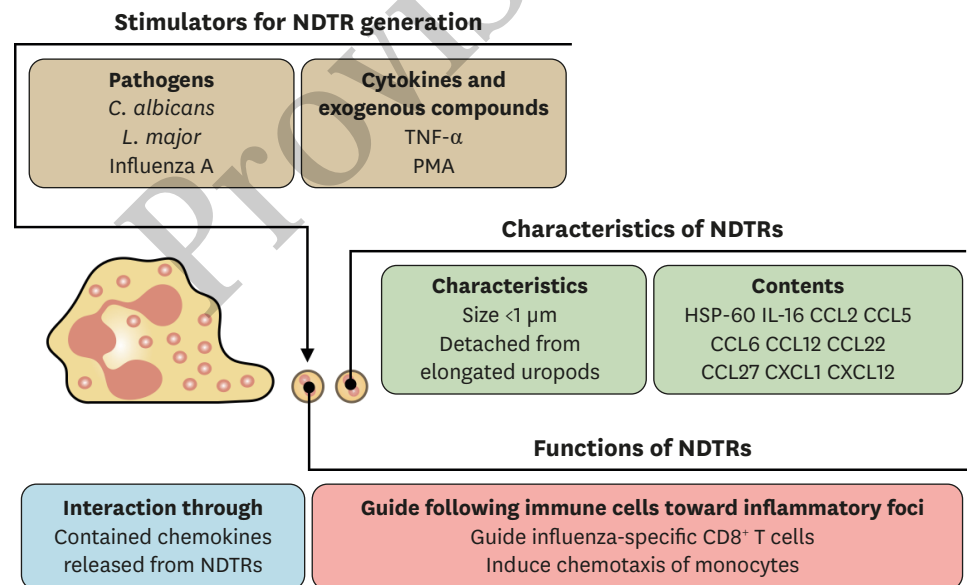 Stimulators for NDTR generation
Pathogens
C. albicans
L. major
Influenza A
Cytokines and
exogenous compounds
TNF-α
PMA
Characteristics of NDTRs
Characteristics
Size <1 µm
Detached from
elongated uropods
Contents
HSP-60 IL-16 CCL2 CCL5
CCL6 CCL12 CCL22
CCL27 CXCL1 CXCL12
Functions of NDTRs
Interaction through
Contained chemokines
released from NDTRs
Guide following immune cells toward inflammatory foci
Guide influenza-specific CD8⁺ T cells
Induce chemotaxis of monocytes
Provis